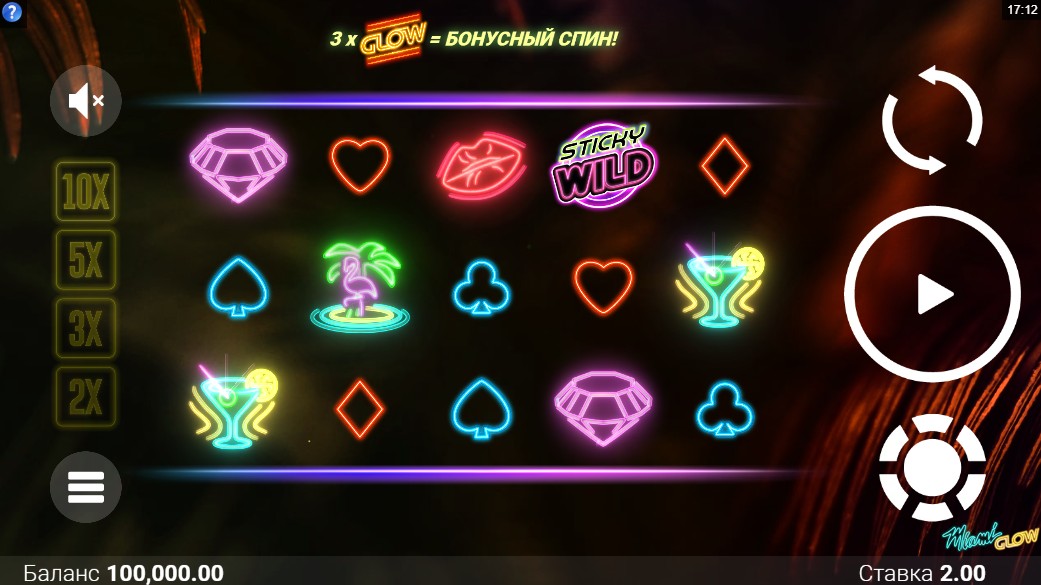 17:12
3 x GLOW = БОНУСНЫЙ СПИН!
STICKY
WILD
10X
5X
3X
2X
Miami GLOW
Баланс 100,000.00
Ставка 2.00